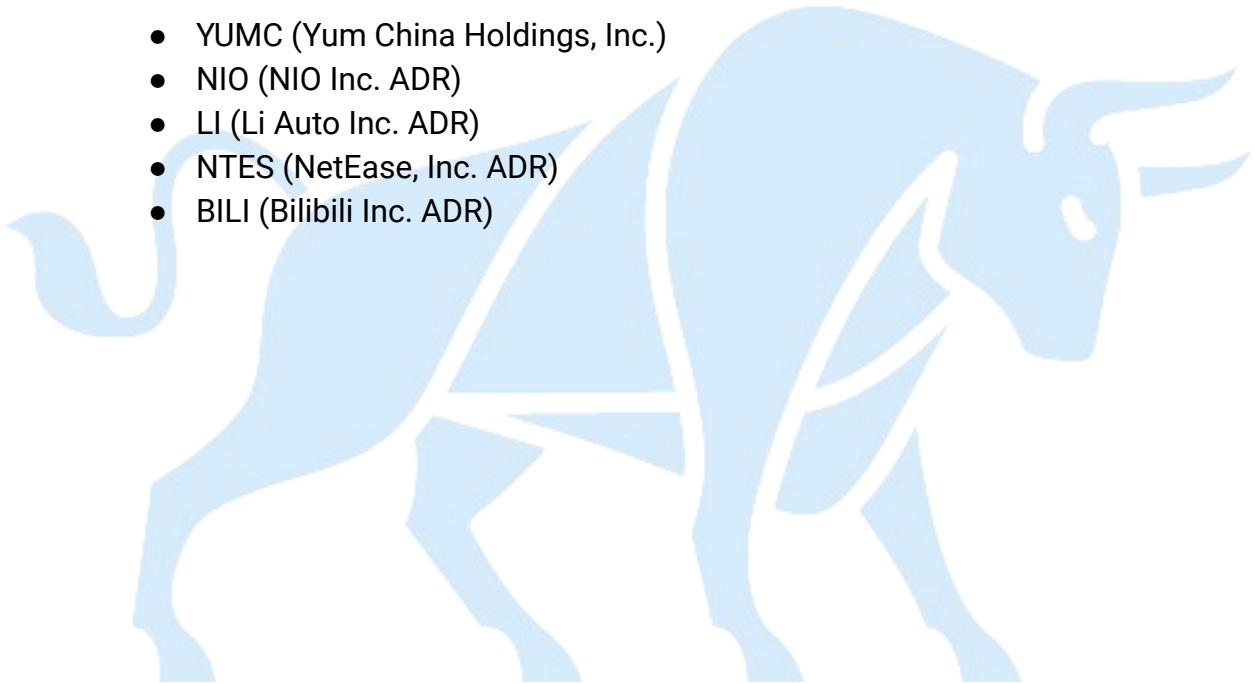 ● YUMC (Yum China Holdings, Inc.)
● NIO (NIO Inc. ADR)
● LI (Li Auto Inc. ADR)
● NTES (NetEase, Inc. ADR)
● BILI (Bilibili Inc. ADR)